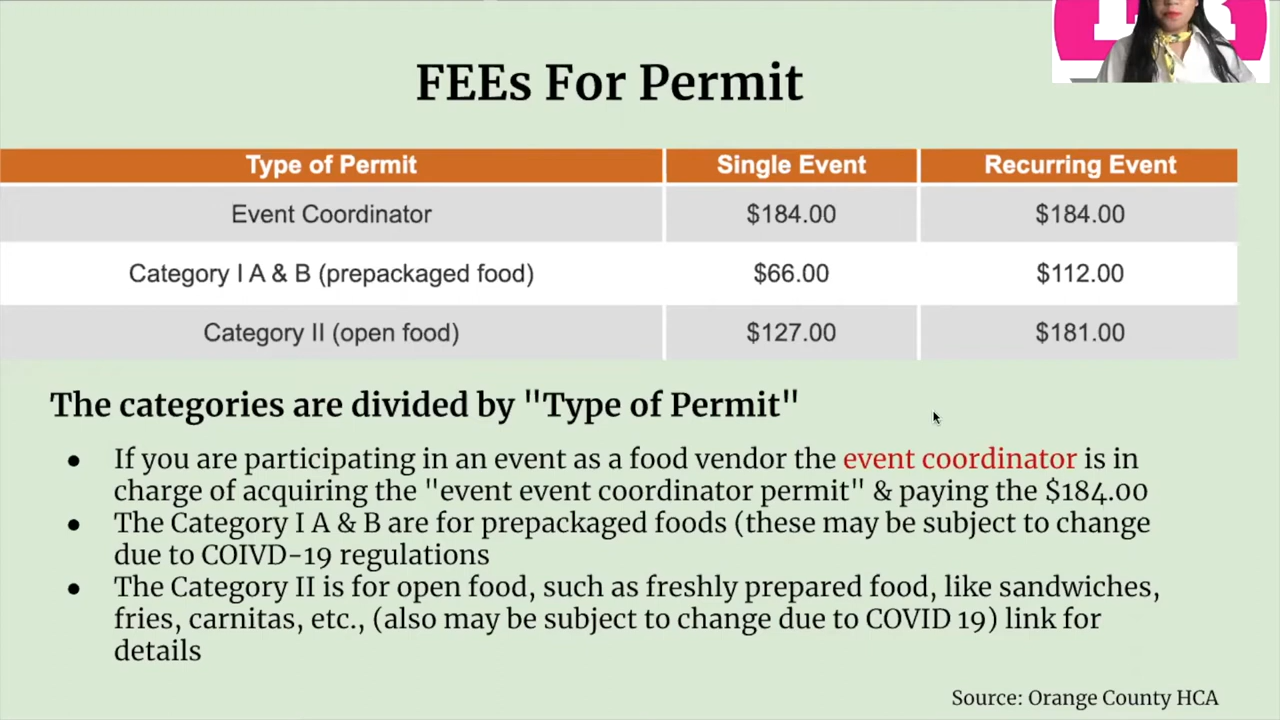 FEEs For Permit
Type of Permit Single Event Recurring Event
Event Coordinator $184.00 $184.00
Category I A & B (prepackaged food) $66.00 $112.00
Category II (open food) $127.00 $181.00
The categories are divided by "Type of Permit"
● If you are participating in an event as a food vendor the event coordinator is in
charge of acquiring the "event event coordinator permit" & paying the $184.00
● The Category I A & B are for prepackaged foods (these may be subject to change
due to COIVD-19 regulations
● The Category II is for open food, such as freshly prepared food, like sandwiches,
fries, carnitas, etc., (also may be subject to change due to COVID 19) link for
details
Source: Orange County HCA